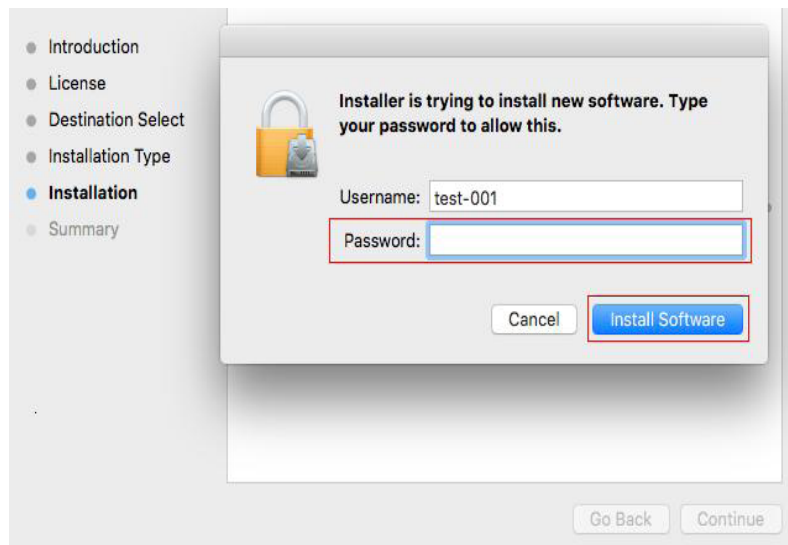 Introduction
License
Destination Select
Installation Type
Installation
Summary
Installer is trying to install new software. Type
your password to allow this.
Username: test-001
Password:
Cancel
Install Software
Go Back
Continue